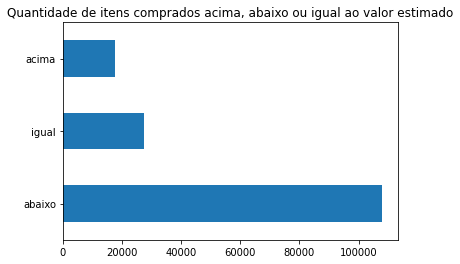 Quantidade de itens comprados acima, abaixo ou igual ao valor estimado
acima
igual
abaixo
0 20000 40000 60000 80000 100000